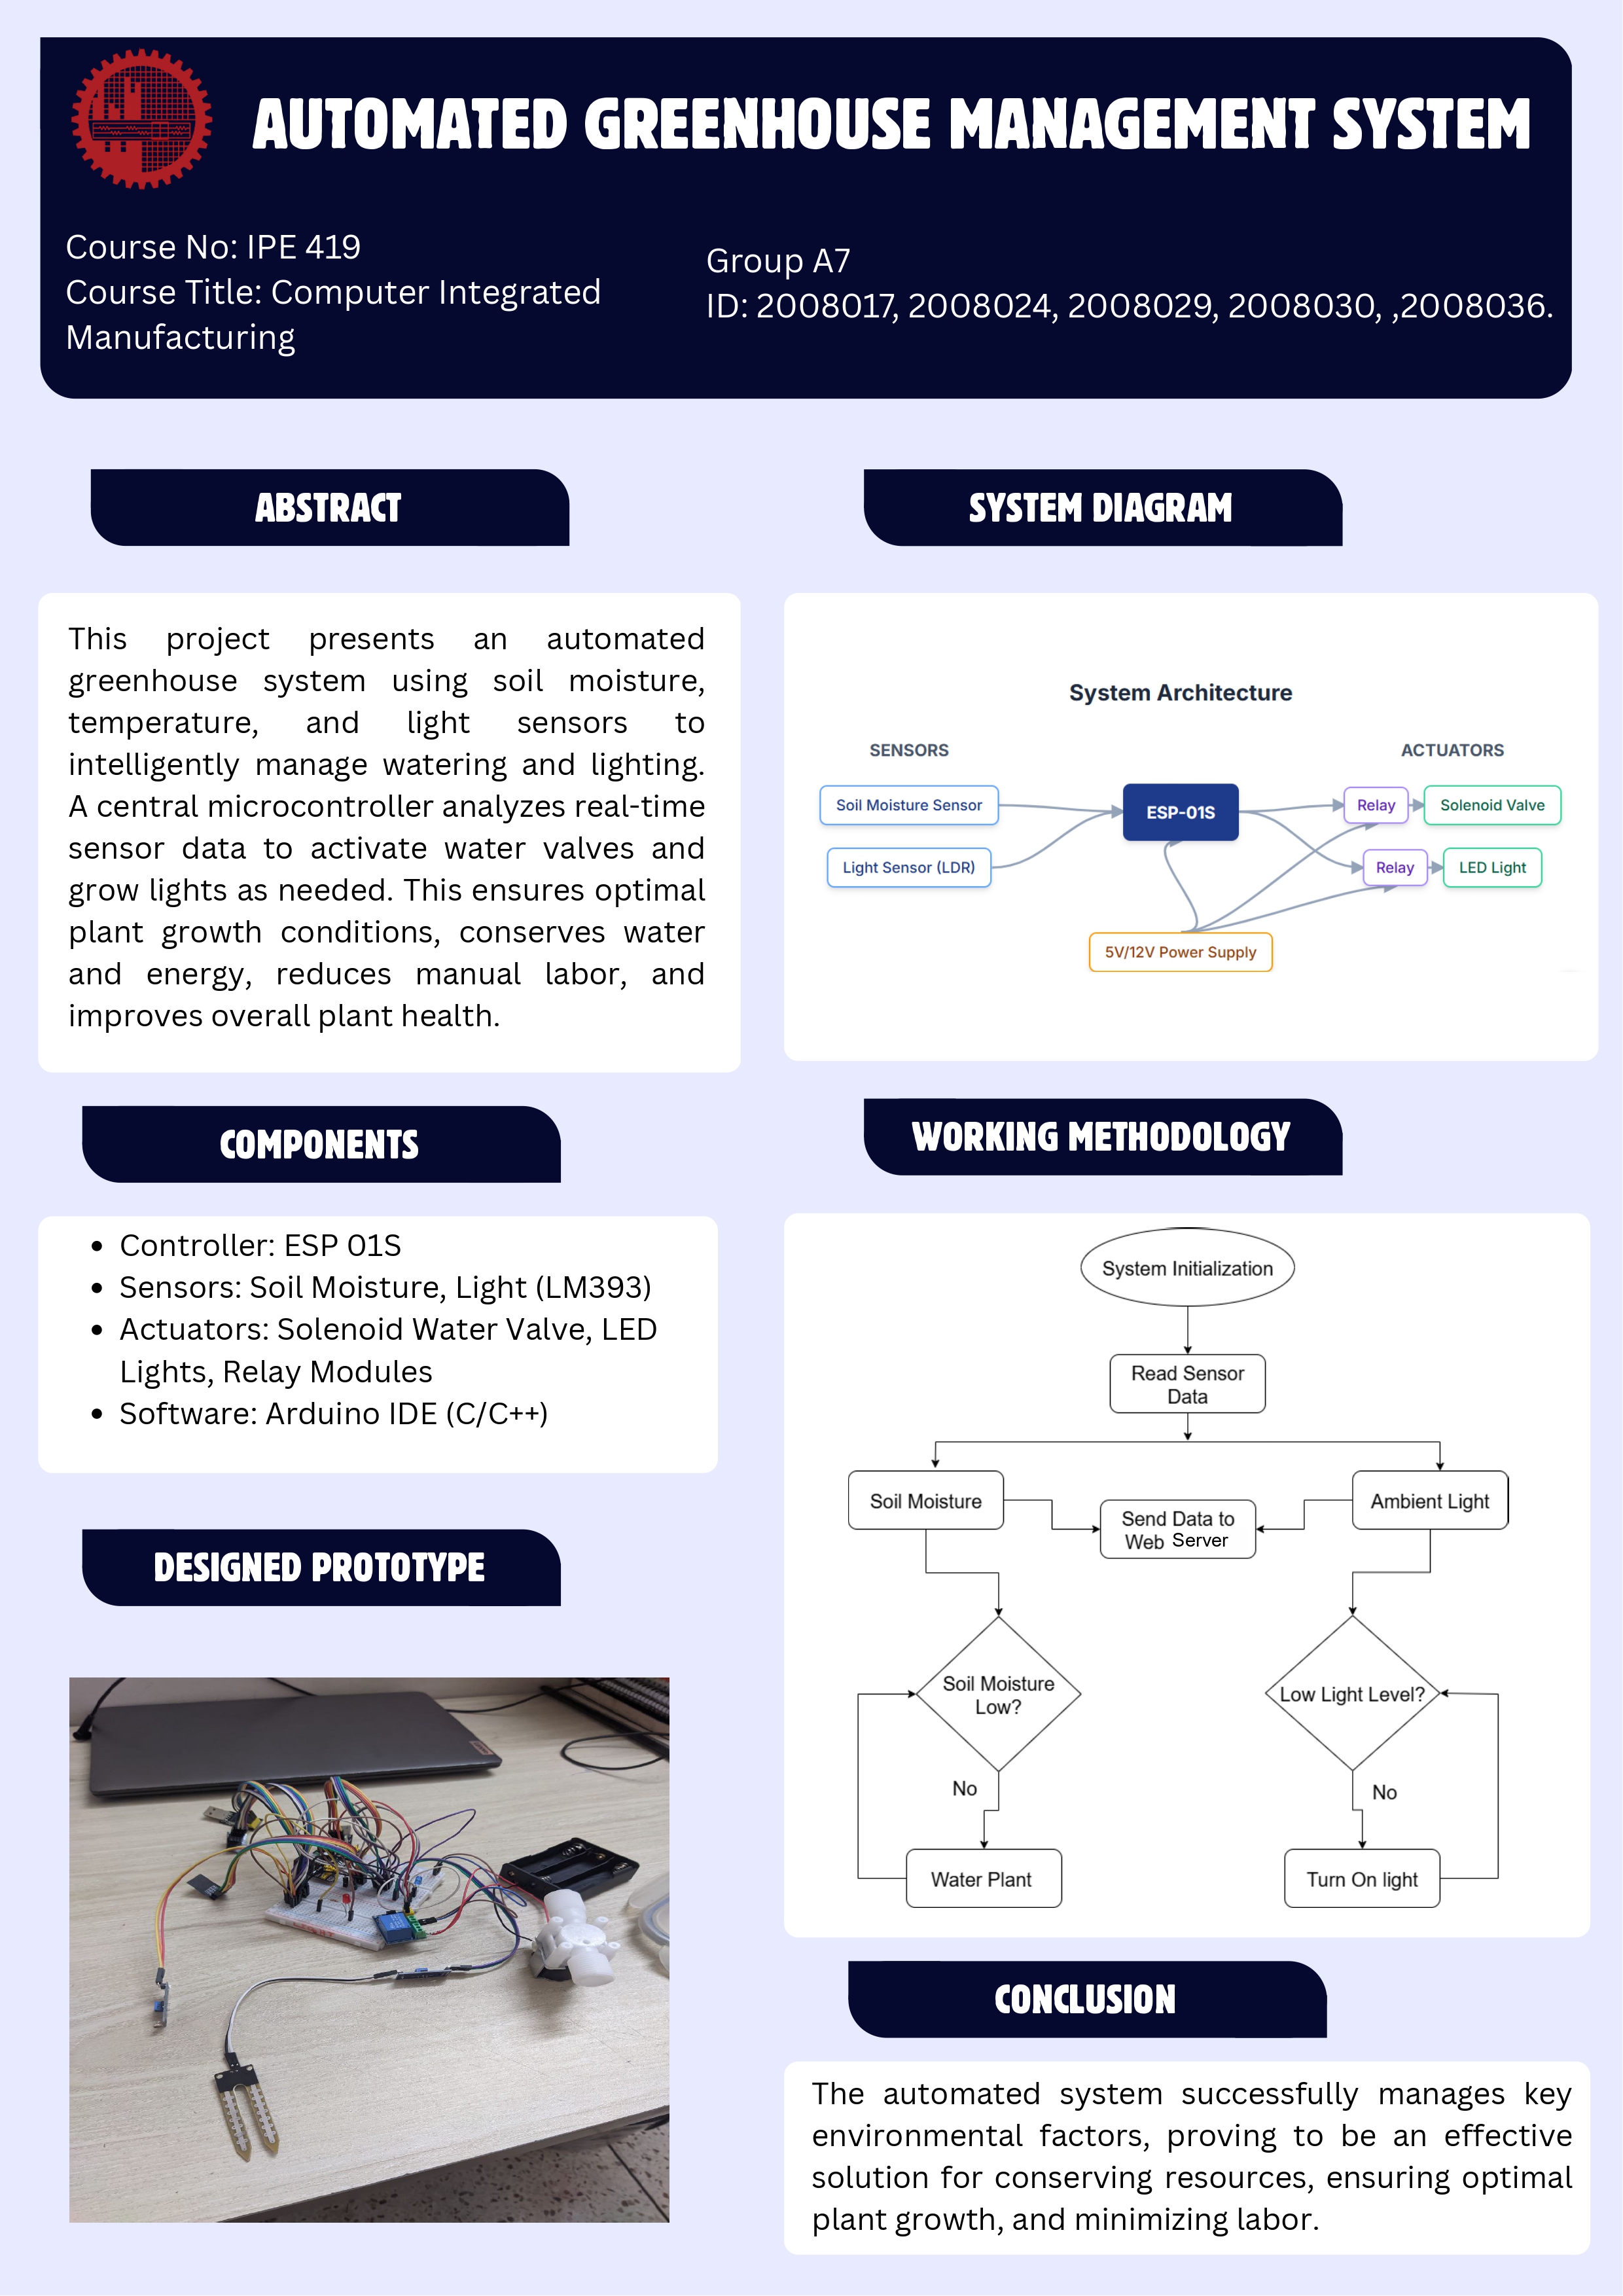 AUTOMATED GREENHOUSE MANAGEMENT SYSTEM
Course No: IPE 419
Course Title: Computer Integrated
Manufacturing
Group A7
ID: 2008017, 2008024, 2008029, 2008030, ,2008036.
ABSTRACT
This project presents an automated
greenhouse system using soil moisture,
temperature, and light sensors to
intelligently manage watering and lighting.
A central microcontroller analyzes real-time
sensor data to activate water valves and
grow lights as needed. This ensures optimal
plant growth conditions, conserves water
and energy, reduces manual labor, and
improves overall plant health.
COMPONENTS
• Controller: ESP 01S
• Sensors: Soil Moisture, Light (LM393)
• Actuators: Solenoid Water Valve, LED
Lights, Relay Modules
• Software: Arduino IDE (C/C++)
DESIGNED PROTOTYPE
SYSTEM DIAGRAM
System Architecture
SENSORS
ACTUATORS
Soil Moisture Sensor
ESP-01S
Relay
Solenoid Valve
Light Sensor (LDR)
Relay
LED Light
5V/12V Power Supply
WORKING METHODOLOGY
System Initialization
Read Sensor
Data
Soil Moisture
Send Data to
Web Server
Ambient Light
Soil Moisture
Low?
Low Light Level?
No
No
Water Plant
Turn On light
CONCLUSION
The automated system successfully manages key
environmental factors, proving to be an effective
solution for conserving resources, ensuring optimal
plant growth, and minimizing labor.